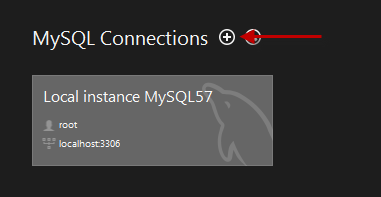 MySQL Connections
Local instance MySQL57
root
localhost:3306